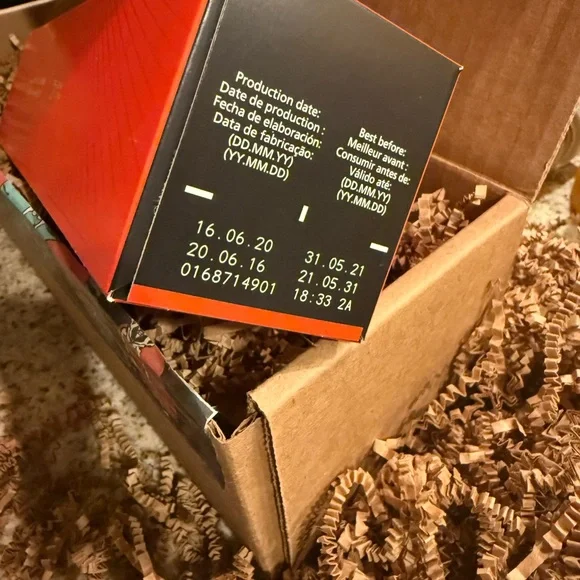 Production date:
Date de production :
Fecha de elaboración:
Data de fabricação:
(DD.MM.YY)
(YY.MM.DD)
Best before:
Meilleur avant :
Consumir antes de:
Válido até:
(DD.MM.YY)
(YY.MM.DD)
16.06.20
20.06.16
0168714901
31.05.21
21.05.31
18:33 2A